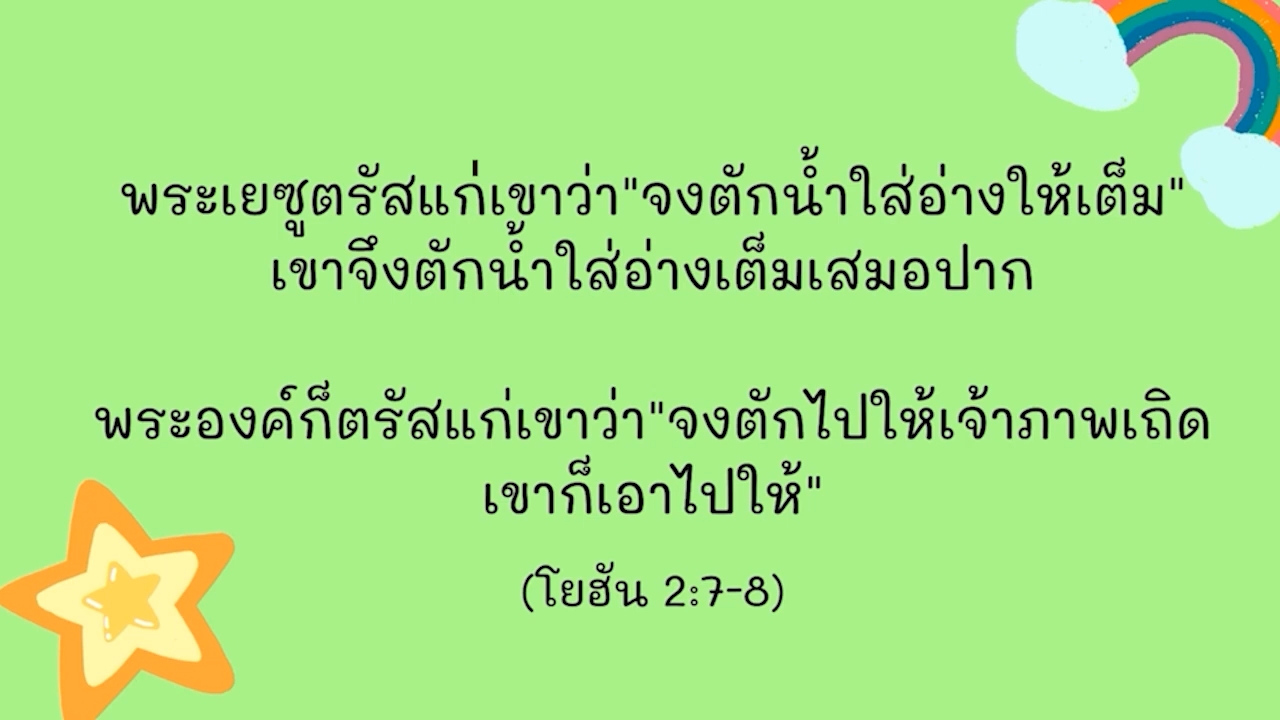 พระเยซูตรัสแก่เขาว่า"จงตักน้ำใส่อ่างให้เต็ม"
เขาจึงตักน้ำใส่อ่างเต็มเสมอปาก
พระองค์ก็ตรัสแก่เขาว่า"จงตักไปให้เจ้าภาพเถิด
เขาก็เอาไปให้"
(โยฮัน 2:7-8)